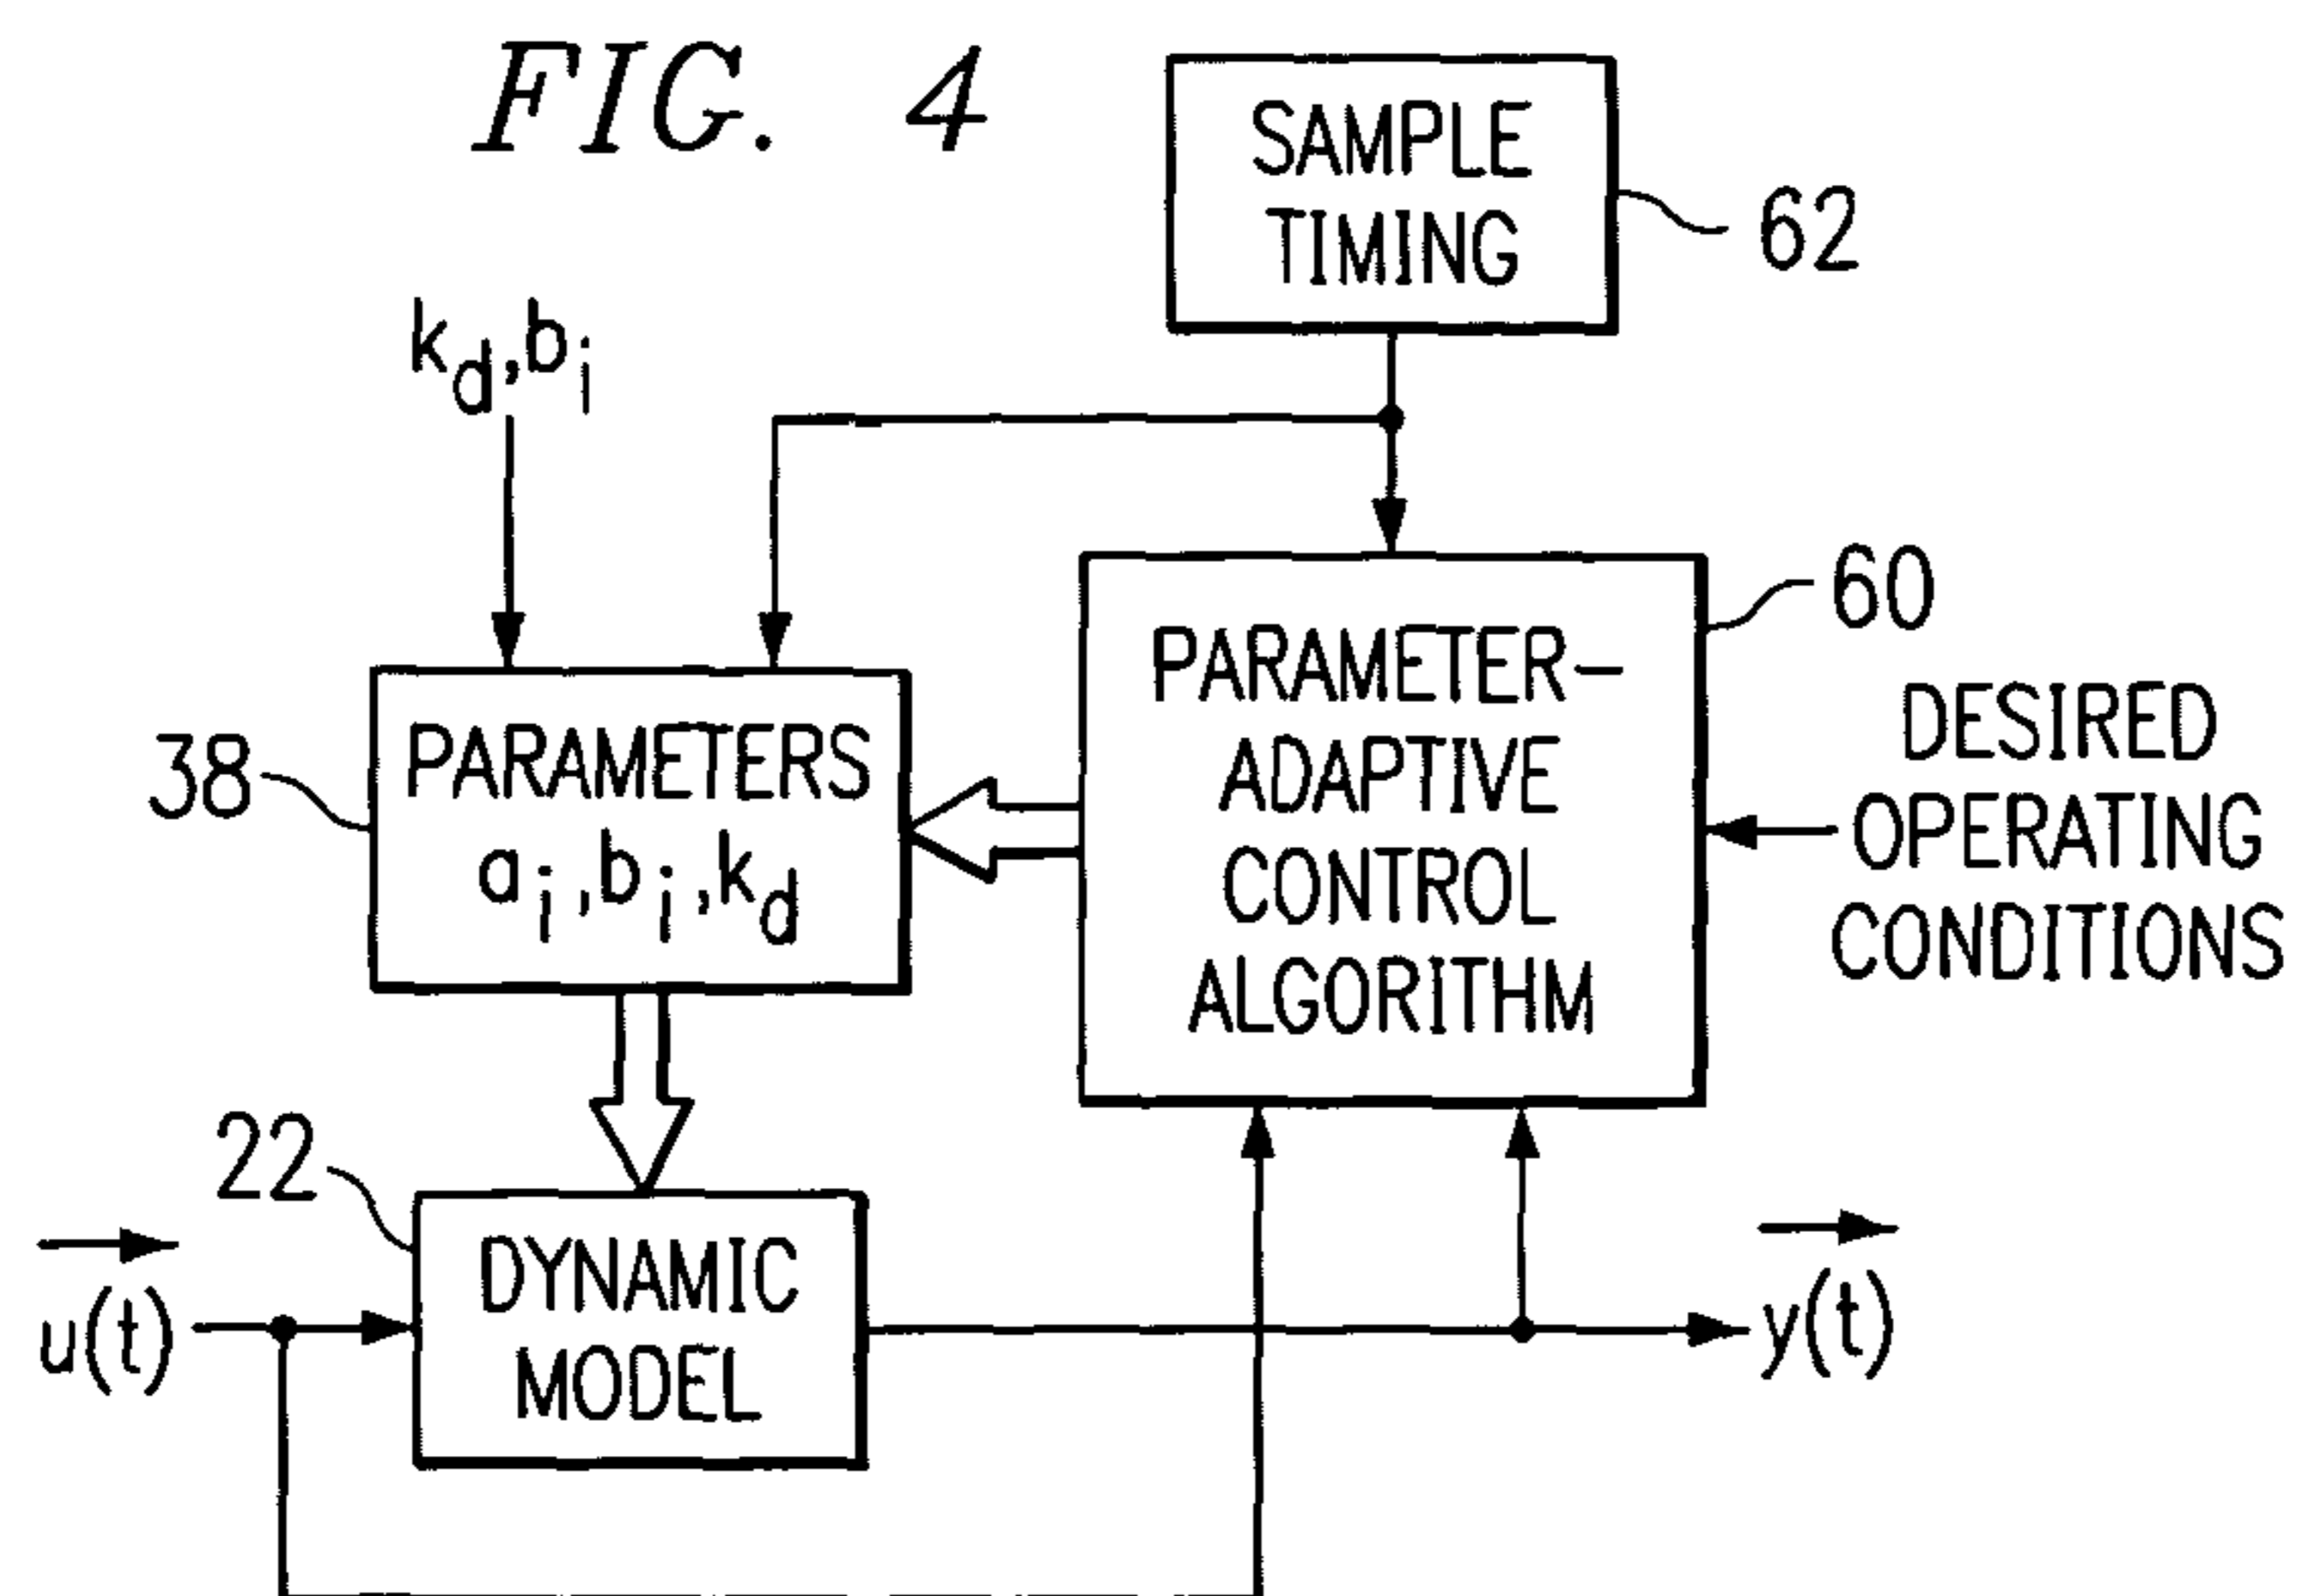 FIG. 4
SAMPLE
TIMING
62
k_d, b_i
60
PARAMETER-
ADAPTIVE
CONTROL
ALGORITHM
DESIRED
OPERATING
CONDITIONS
38
PARAMETERS
a_i, b_i, k_d
22
DYNAMIC
MODEL
u(t)
y(t)